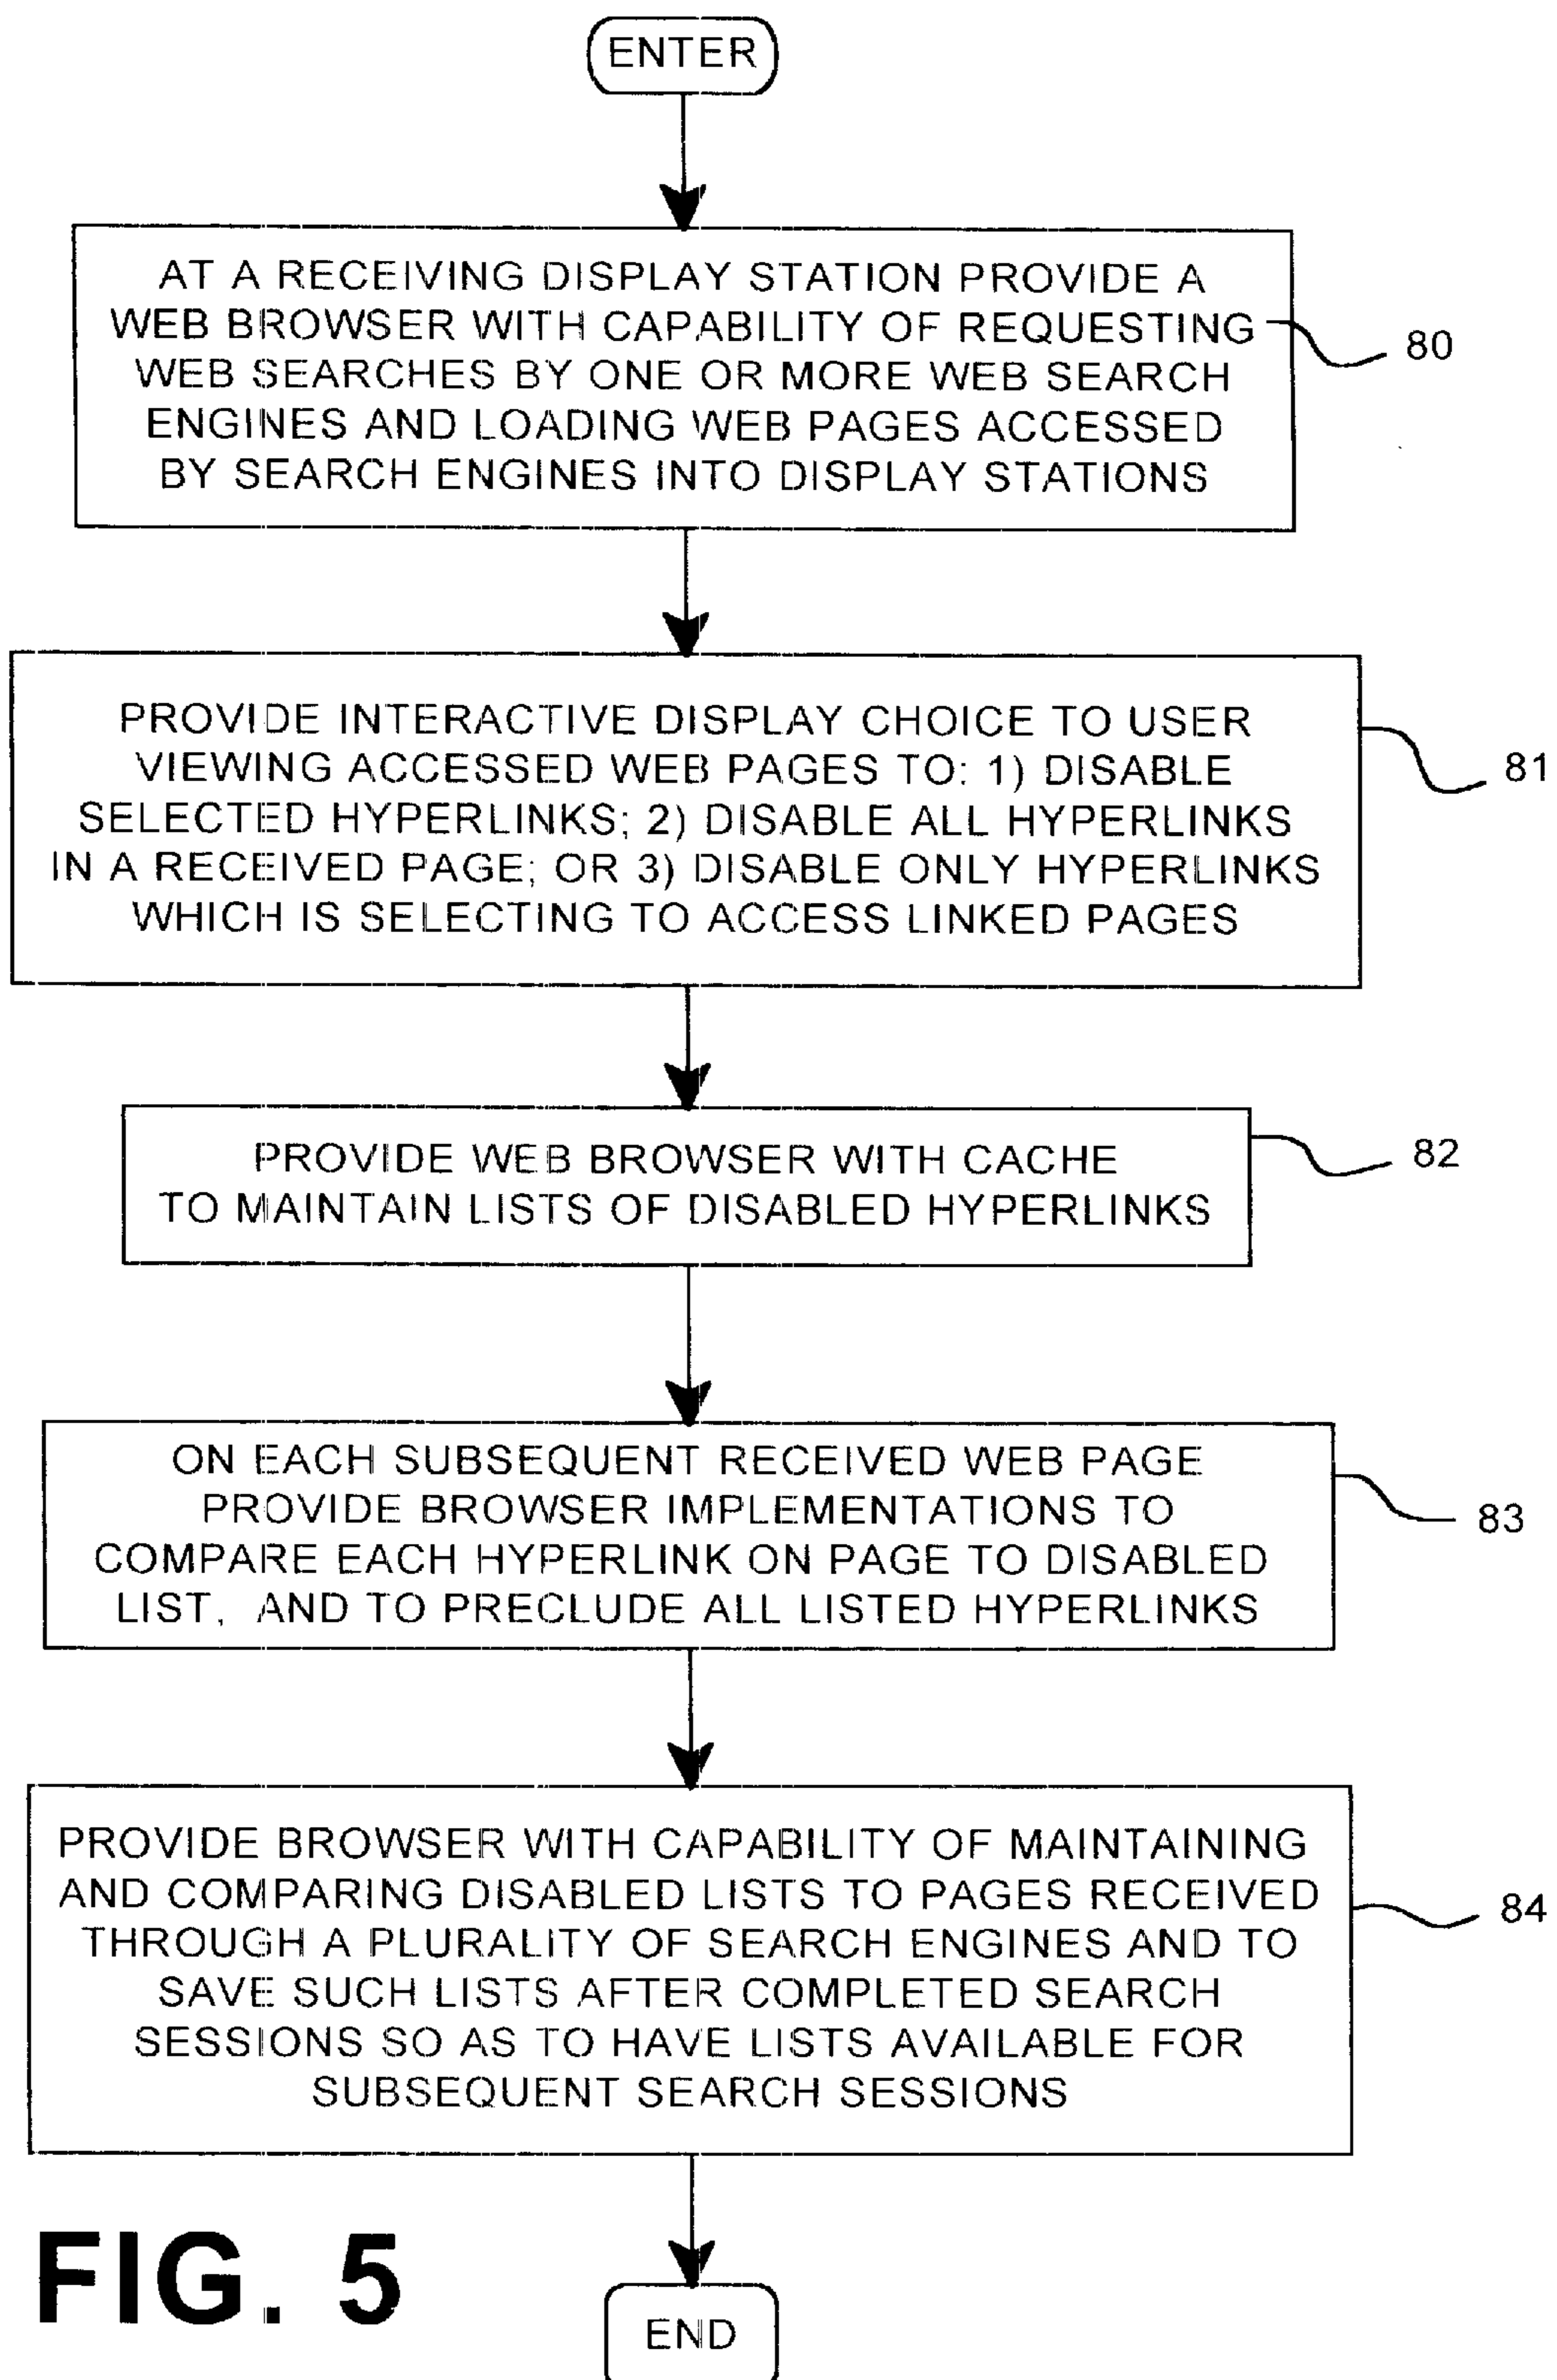 ENTER
AT A RECEIVING DISPLAY STATION PROVIDE A
WEB BROWSER WITH CAPABILITY OF REQUESTING
WEB SEARCHES BY ONE OR MORE WEB SEARCH
ENGINES AND LOADING WEB PAGES ACCESSED
BY SEARCH ENGINES INTO DISPLAY STATIONS
80
PROVIDE INTERACTIVE DISPLAY CHOICE TO USER
VIEWING ACCESSED WEB PAGES TO: 1) DISABLE
SELECTED HYPERLINKS; 2) DISABLE ALL HYPERLINKS
IN A RECEIVED PAGE; OR 3) DISABLE ONLY HYPERLINKS
WHICH IS SELECTING TO ACCESS LINKED PAGES
81
PROVIDE WEB BROWSER WITH CACHE
TO MAINTAIN LISTS OF DISABLED HYPERLINKS
82
ON EACH SUBSEQUENT RECEIVED WEB PAGE
PROVIDE BROWSER IMPLEMENTATIONS TO
COMPARE EACH HYPERLINK ON PAGE TO DISABLED
LIST, AND TO PRECLUDE ALL LISTED HYPERLINKS
83
PROVIDE BROWSER WITH CAPABILITY OF MAINTAINING
AND COMPARING DISABLED LISTS TO PAGES RECEIVED
THROUGH A PLURALITY OF SEARCH ENGINES AND TO
SAVE SUCH LISTS AFTER COMPLETED SEARCH
SESSIONS SO AS TO HAVE LISTS AVAILABLE FOR
SUBSEQUENT SEARCH SESSIONS
84
FIG. 5
END